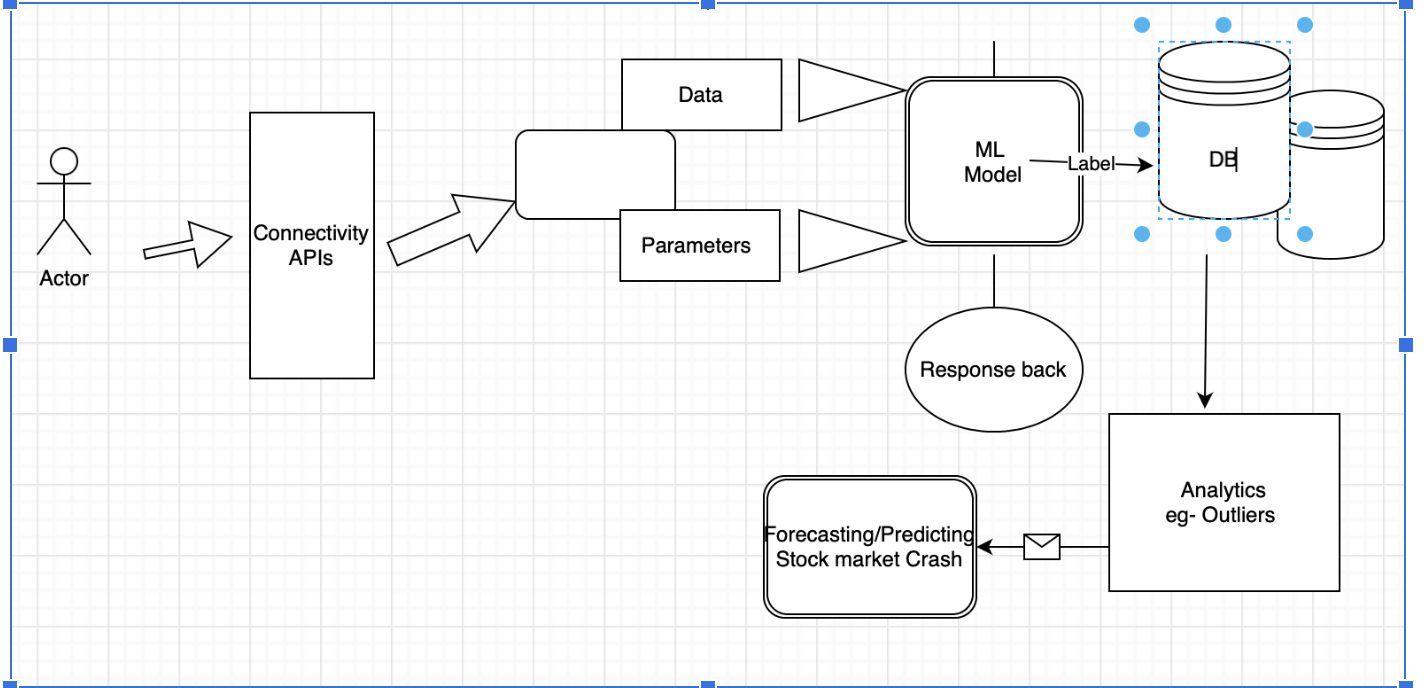 Actor
Connectivity
APIs
Data
Parameters
ML
Model
Label
DB
Response back
Analytics
eg- Outliers
Forecasting/Predicting
Stock market Crash